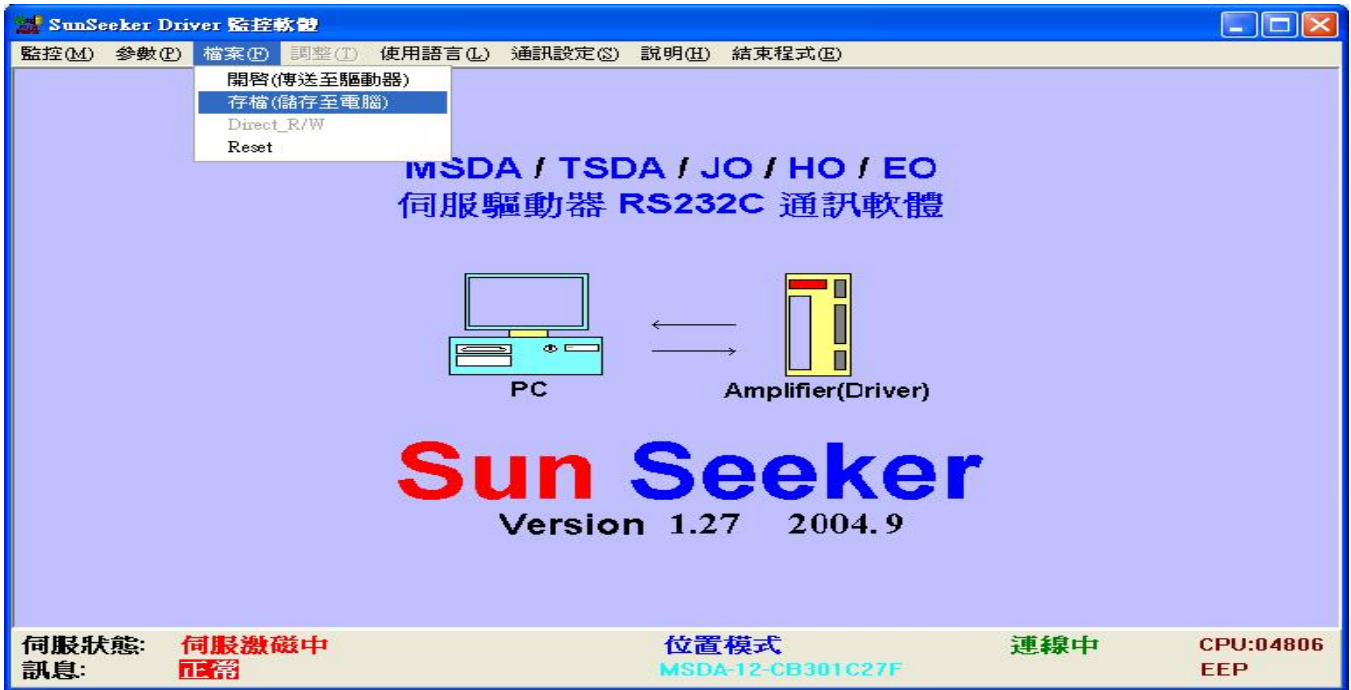 SunSeeker Driver 監控軟體
監控(M) 參數(P) 檔案(F) 調整(T) 使用語言(L) 通訊設定(S) 說明(H) 結束程式(E)
開啓(傳送至驅動器)
存檔(儲存至電腦)
Direct_R/W
Reset
MSDA / TSDA / JO / HO / EO
伺服驅動器 RS232C 通訊軟體
PC
Amplifier(Driver)
Sun Seeker
Version 1.27 2004.9
伺服狀態: 伺服激磁中 位置模式 連線中 CPU:04806
訊息: 正常 MSDA-12-CB301C27F EEP